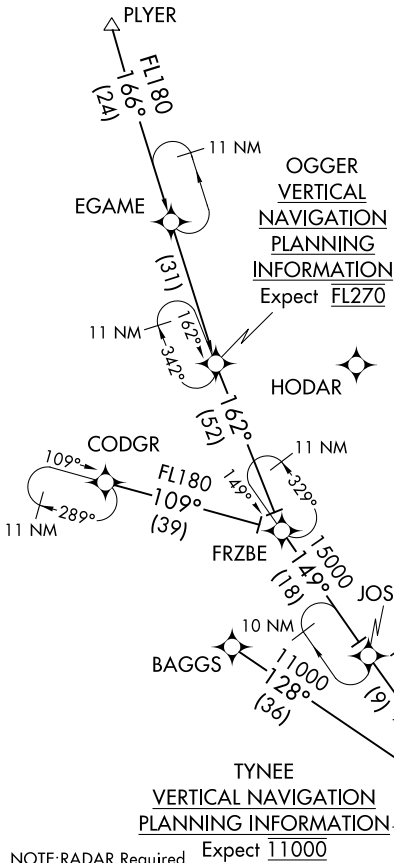 PLYER
FL180
166°
(24)
11 NM
EGAME
OGGER
VERTICAL
NAVIGATION
PLANNING
INFORMATION
Expect FL270
(31)
11 NM
162°
342°
HODAR
162°
(52)
CODGR
11 NM
109°
289°
11 NM
FL180
109°
(39)
149°
329°
FRZBE
15000
149°
(18)
JOS
10 NM
BAGGS
11000
128°
(36)
(9)
TYNEE
VERTICAL NAVIGATION
PLANNING INFORMATION
Expect 11000
NOTE:RADAR Required